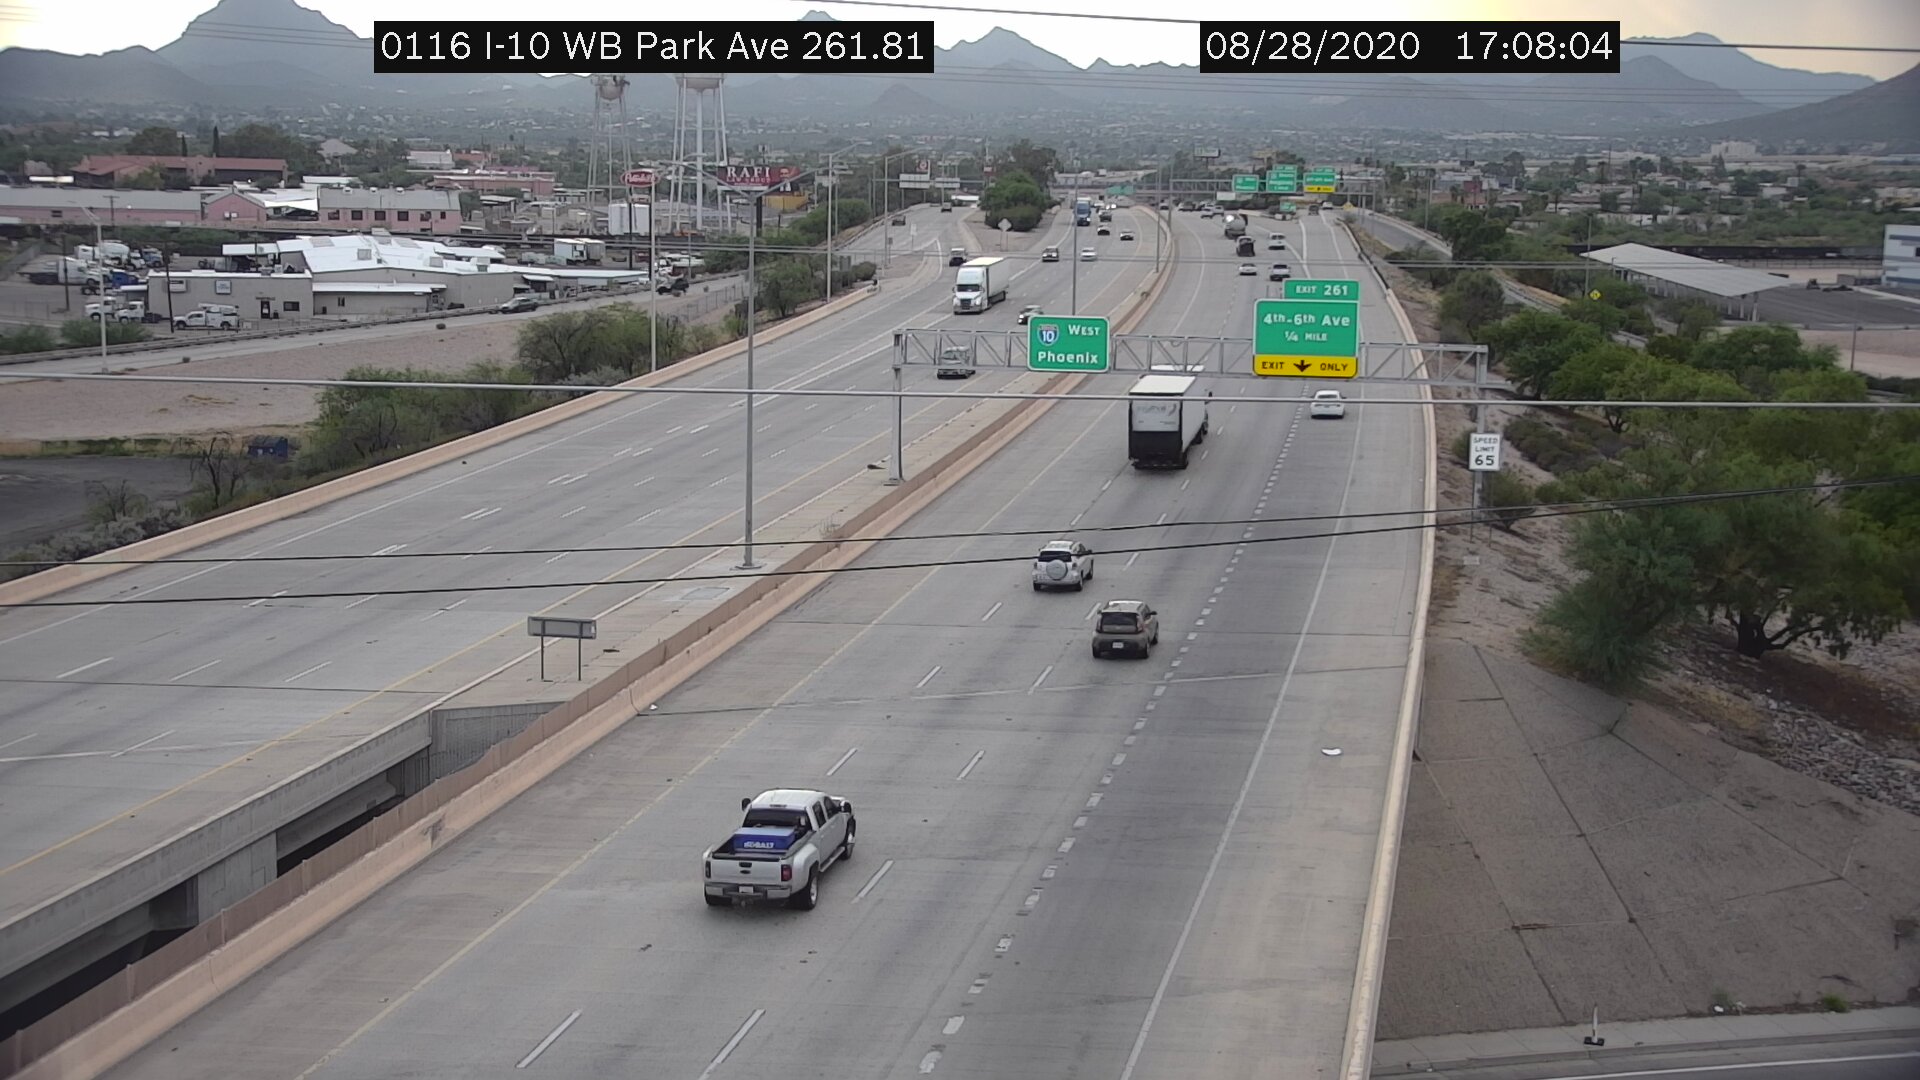 0116 I-10 WB Park Ave 261.81
08/28/2020 17:08:04
RAFI
EXIT 261
10 WEST
Phoenix
4th-6th Ave
1/4 MILE
EXIT ONLY
SPEED
LIMIT
65
KOBALT